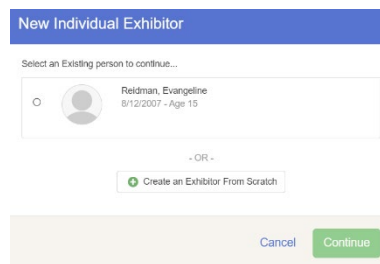 New Individual Exhibitor
Select an Existing person to continue...
Reidman, Evangeline
8/12/2007 - Age 15
- OR -
Create an Exhibitor From Scratch
Cancel
Continue